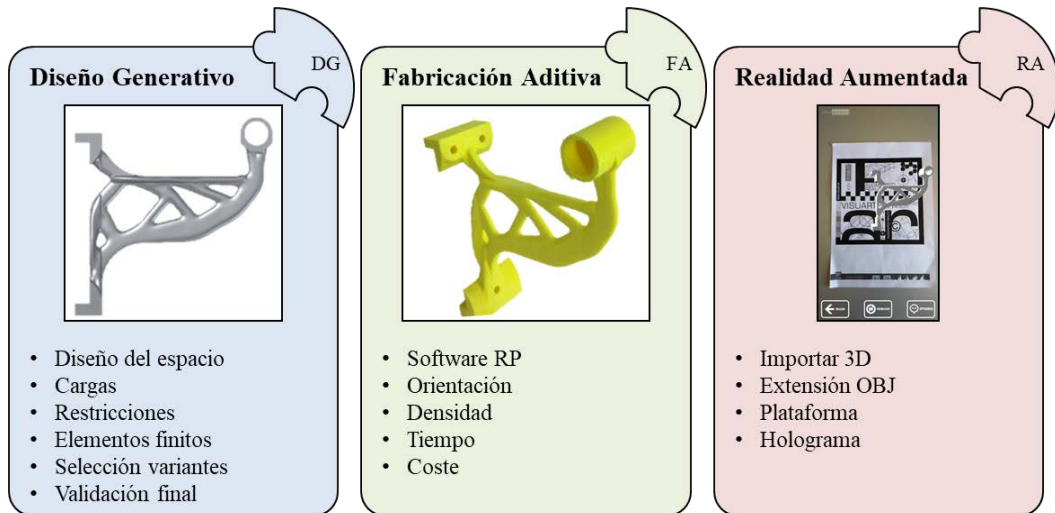 Diseño Generativo
DG
• Diseño del espacio
• Cargas
• Restricciones
• Elementos finitos
• Selección variantes
• Validación final
Fabricación Aditiva
FA
• Software RP
• Orientación
• Densidad
• Tiempo
• Coste
Realidad Aumentada
RA
VISUART
• Importar 3D
• Extensión OBJ
• Plataforma
• Holograma